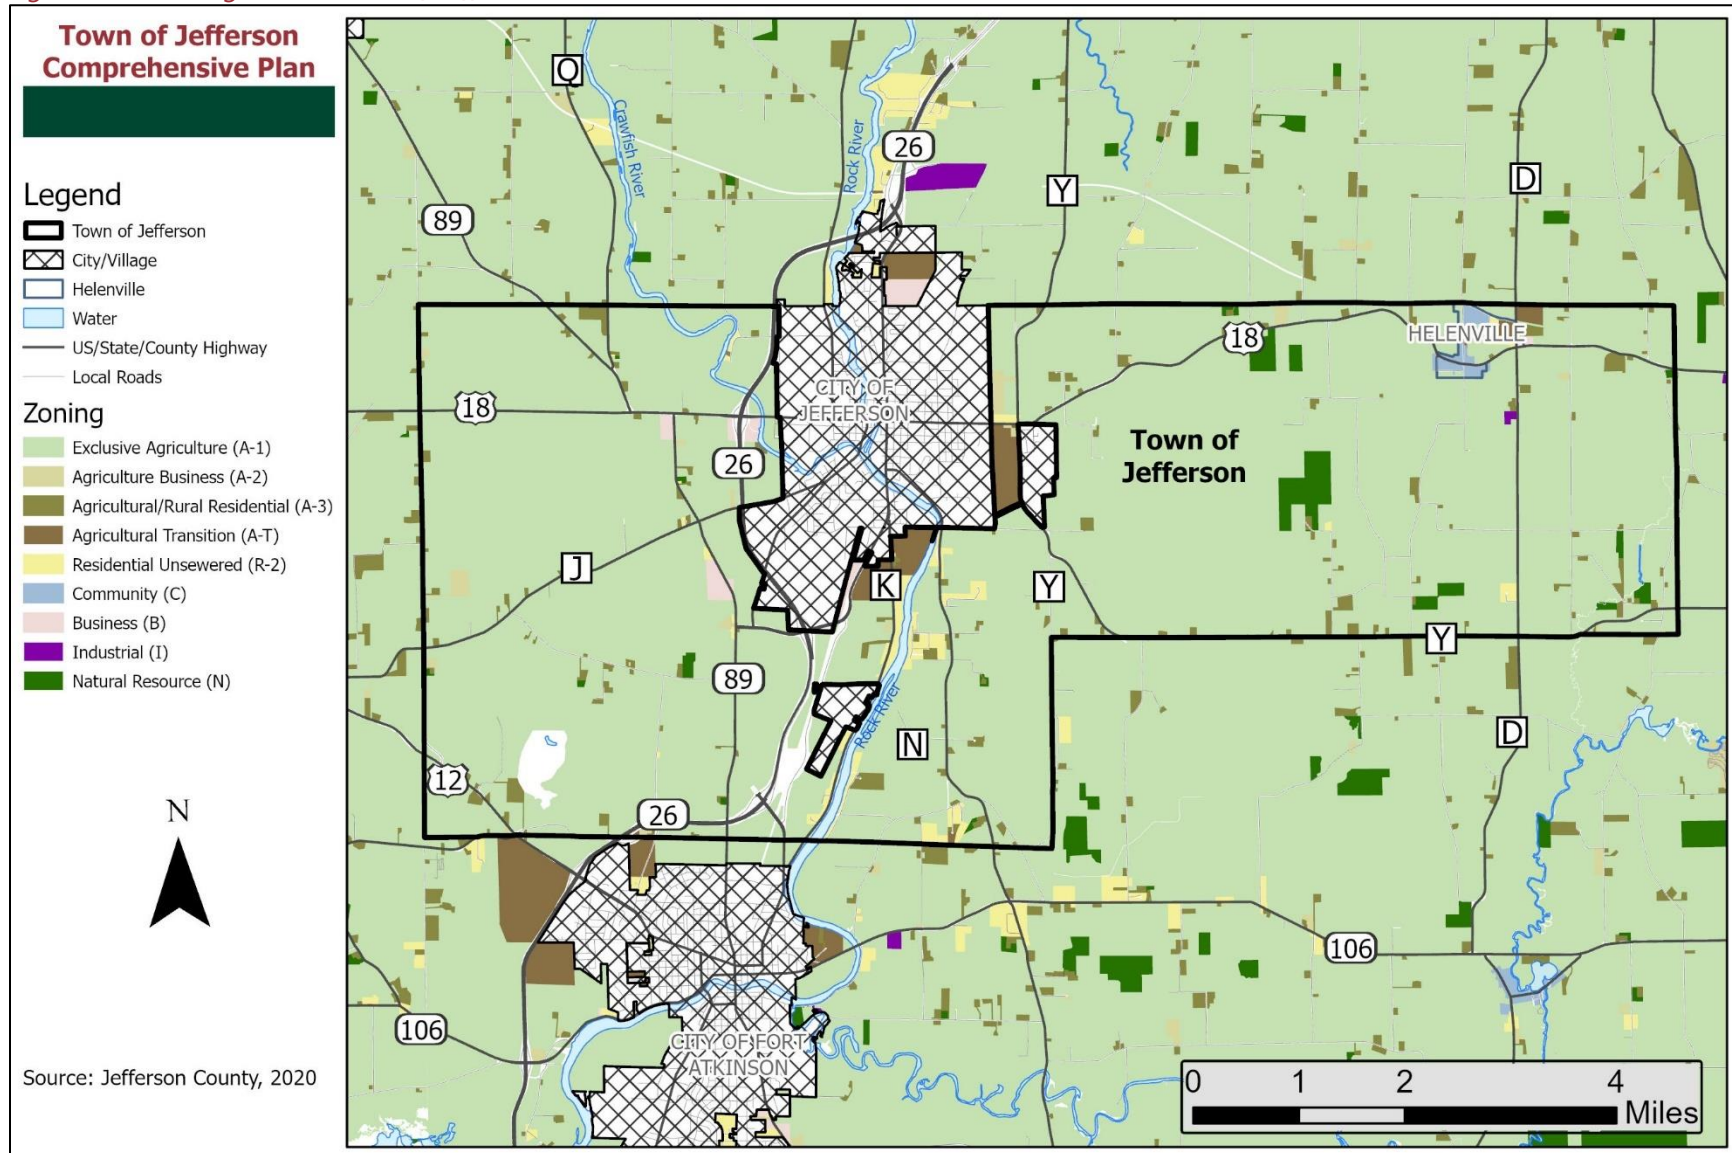 Town of Jefferson
Comprehensive Plan
Legend
Town of Jefferson
City/Village
Helenville
Water
US/State/County Highway
Local Roads
Zoning
Exclusive Agriculture (A-1)
Agriculture Business (A-2)
Agricultural/Rural Residential (A-3)
Agricultural Transition (A-T)
Residential Unsewered (R-2)
Community (C)
Business (B)
Industrial (I)
Natural Resource (N)
N
Source: Jefferson County, 2020
Q
Crawfish River
Rock River
26
89
Y
D
18
HELENVILLE
18
CITY OF
JEFFERSON
Town of
Jefferson
26
J
K
Y
Y
89
Rock River
N
D
12
26
106
106
CITY OF FORT
ATKINSON
0 1 2 4
Miles